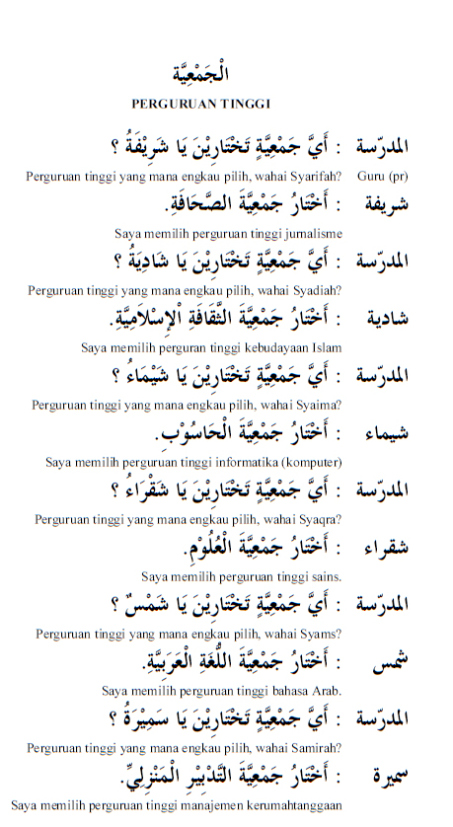 الْجَمْعِيَّة
PERGURUAN TINGGI
المدرّسة : أَيَّ جَمْعِيَّةٍ تَخْتَارِيْنَ يَا شَرِيْفَةُ ؟
Perguruan tinggi yang mana engkau pilih, wahai Syarifah? Guru (pr)
شريفة : أَخْتَارُ جَمْعِيَّةَ الصَّحَافَةِ.
Saya memilih perguruan tinggi jurnalisme
المدرّسة : أَيَّ جَمْعِيَّةٍ تَخْتَارِيْنَ يَا شَادِيَةُ ؟
Perguruan tinggi yang mana engkau pilih, wahai Syadiah?
شادية : أَخْتَارُ جَمْعِيَّةَ الثَّقَافَةِ الْإِسْلَامِيَّةِ.
Saya memilih perguran tinggi kebudayaan Islam
المدرّسة : أَيَّ جَمْعِيَّةٍ تَخْتَارِيْنَ يَا شَيْمَاءُ ؟
Perguruan tinggi yang mana engkau pilih, wahai Syaima?
شيماء : أَخْتَارُ جَمْعِيَّةَ الْحَاسُوْبِ.
Saya memilih perguruan tinggi informatika (komputer)
المدرّسة : أَيَّ جَمْعِيَّةٍ تَخْتَارِيْنَ يَا شَقْرَاءُ ؟
Perguruan tinggi yang mana engkau pilih, wahai Syaqra?
شقراء : أَخْتَارُ جَمْعِيَّةَ الْعُلُوْمِ.
Saya memilih perguruan tinggi sains.
المدرّسة : أَيَّ جَمْعِيَّةٍ تَخْتَارِيْنَ يَا شَمْسٌ ؟
Perguruan tinggi yang mana engkau pilih, wahai Syams?
شمس : أَخْتَارُ جَمْعِيَّةَ اللُّغَةِ الْعَرَبِيَّةِ.
Saya memilih perguruan tinggi bahasa Arab.
المدرّسة : أَيَّ جَمْعِيَّةٍ تَخْتَارِيْنَ يَا سَمِيْرَةُ ؟
Perguruan tinggi yang mana engkau pilih, wahai Samirah?
سميرة : أَخْتَارُ جَمْعِيَّةَ التَّدْبِيْرِ الْمَنْزِلِيِّ.
Saya memilih perguruan tinggi manajemen kerumahtanggaan